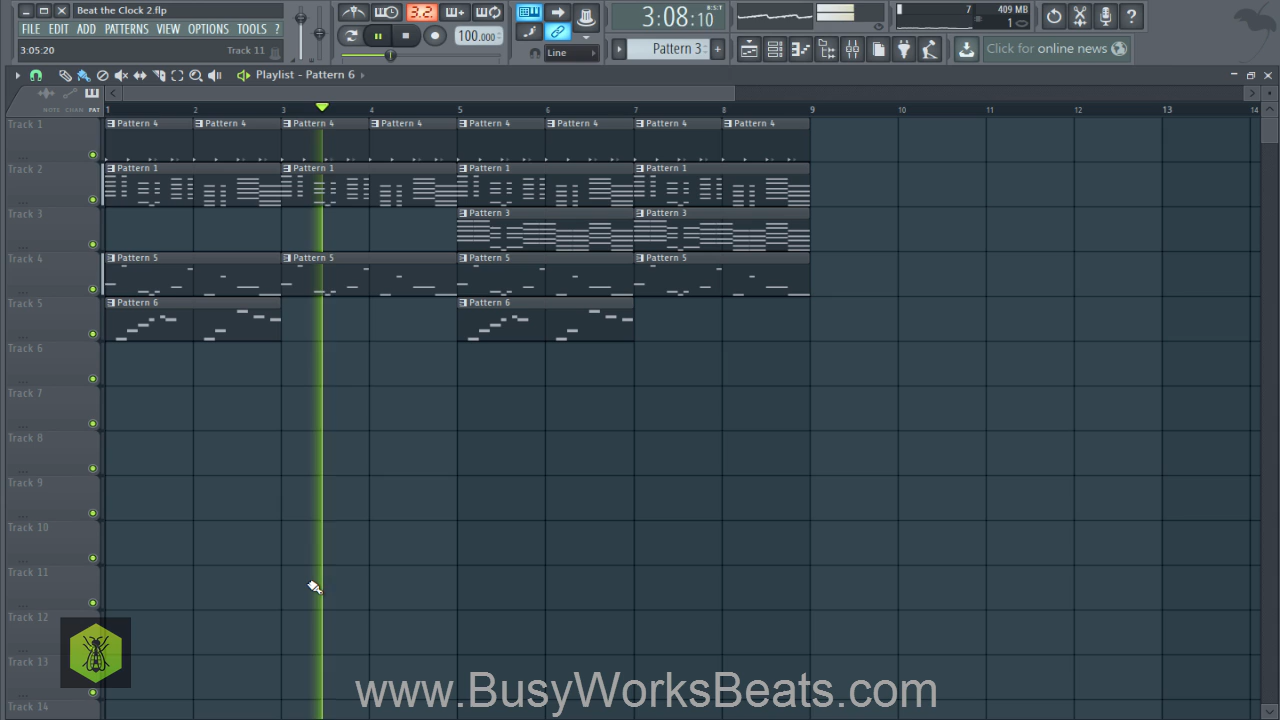 Beat the Clock 2.flp
FILE EDIT ADD PATTERNS VIEW OPTIONS TOOLS ?
3:05:20 Track 11
3.2.
100.000
Line
3:08:10
B:S:T
Pattern 3
7
409 MB
1
Click for online news
Playlist - Pattern 6
NOTE CHAN PAT
1 2 3 4 5 6 7 8 9 10 11 12 13 14
Track 1
Pattern 4 Pattern 4 Pattern 4 Pattern 4 Pattern 4 Pattern 4 Pattern 4 Pattern 4
Track 2
Pattern 1 Pattern 1 Pattern 1 Pattern 1
Track 3
Pattern 3 Pattern 3
Track 4
Pattern 5 Pattern 5 Pattern 5 Pattern 5
Track 5
Pattern 6 Pattern 6
Track 6
Track 7
Track 8
Track 9
Track 10
Track 11
Track 12
Track 13
Track 14
www.BusyWorksBeats.com